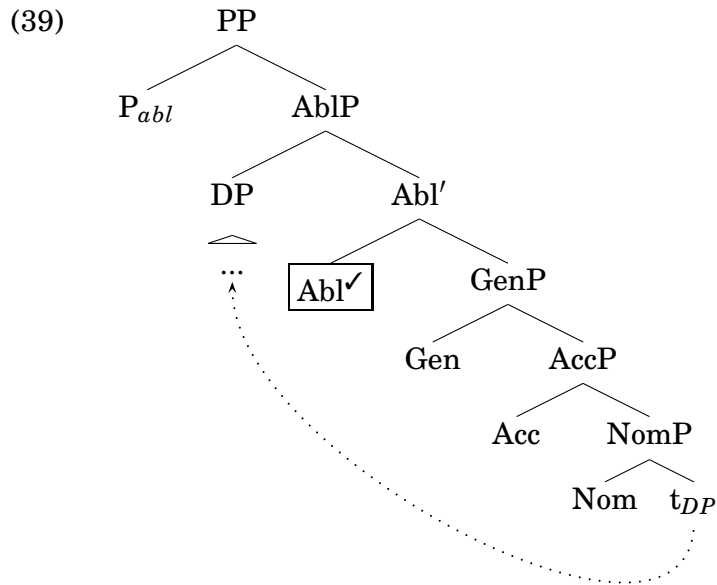 (39) PP
P_abl AblP
DP Abl′
... Abl✓ GenP
Gen AccP
Acc NomP
Nom t_DP